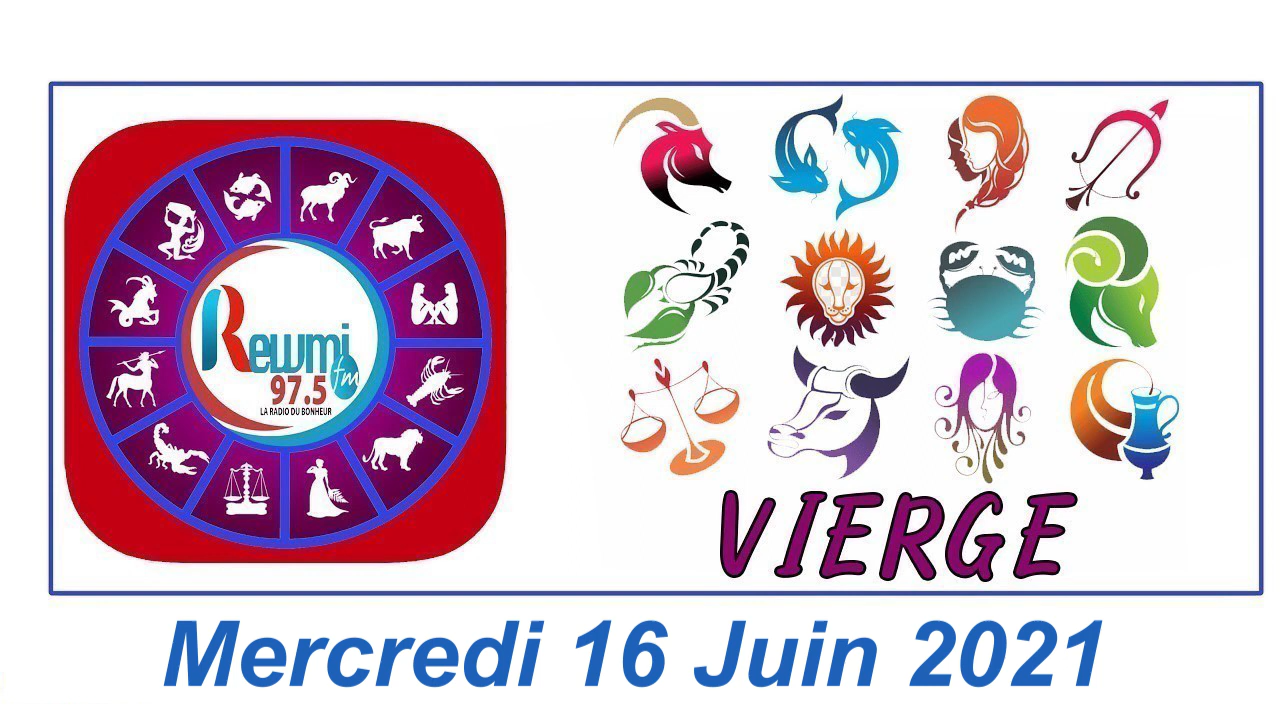 Rewmi
fm
97.5
LA RADIO DU BONHEUR
VIERGE
Mercredi 16 Juin 2021